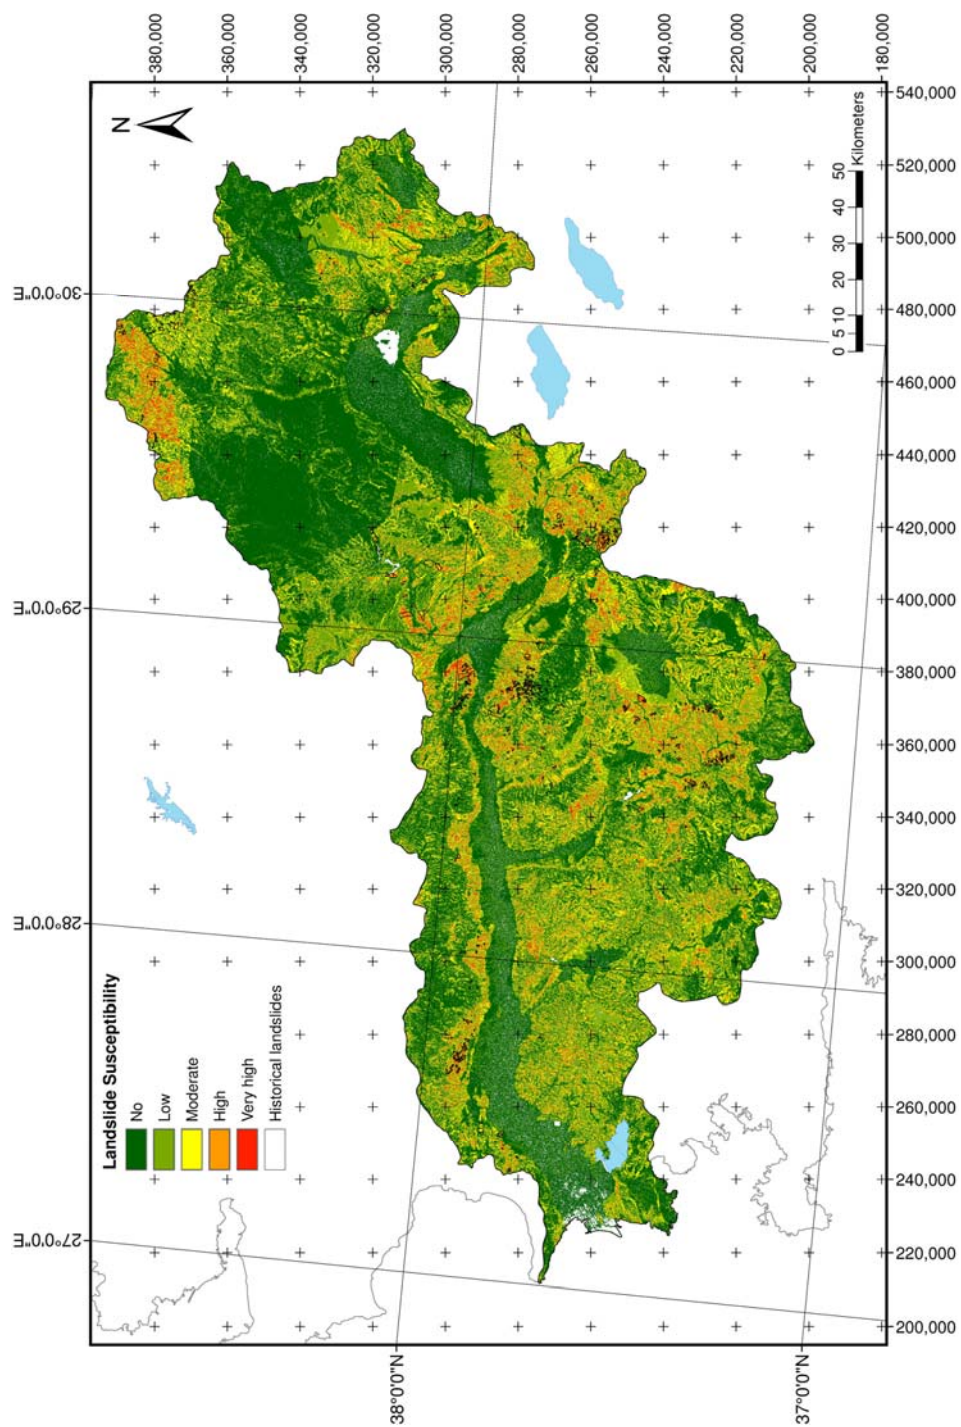 Landslide Susceptibility
No
Low
Moderate
High
Very high
Historical landslides
N
27°0'0"E
28°0'0"E
29°0'0"E
30°0'0"E
380,000
360,000
340,000
320,000
300,000
280,000
260,000
240,000
220,000
200,000
180,000
38°0'0"N
37°0'0"N
0 5 10 20 30 40 50
Kilometers
200,000
220,000
240,000
260,000
280,000
300,000
320,000
340,000
360,000
380,000
400,000
420,000
440,000
460,000
480,000
500,000
520,000
540,000